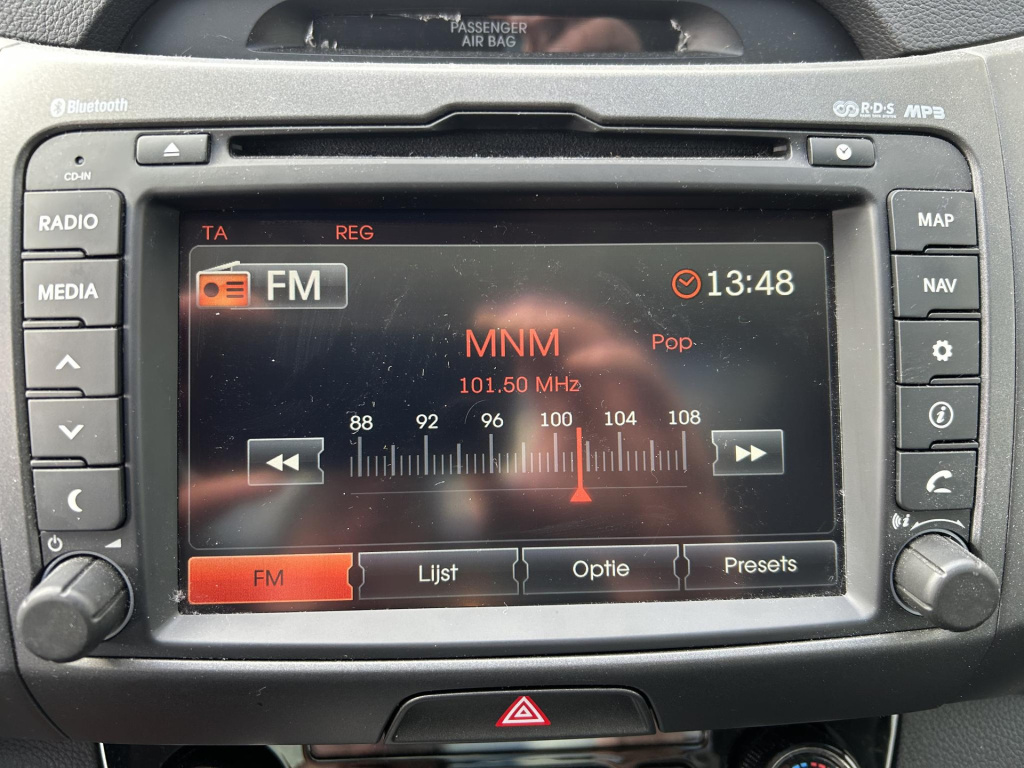 PASSENGER
AIR BAG
Bluetooth
R·D·S
MP3
CD-IN
RADIO
MEDIA
MAP
NAV
TA REG
FM
13:48
MNM
Pop
101.50 MHz
88 92 96 100 104 108
FM Lijst Optie Presets